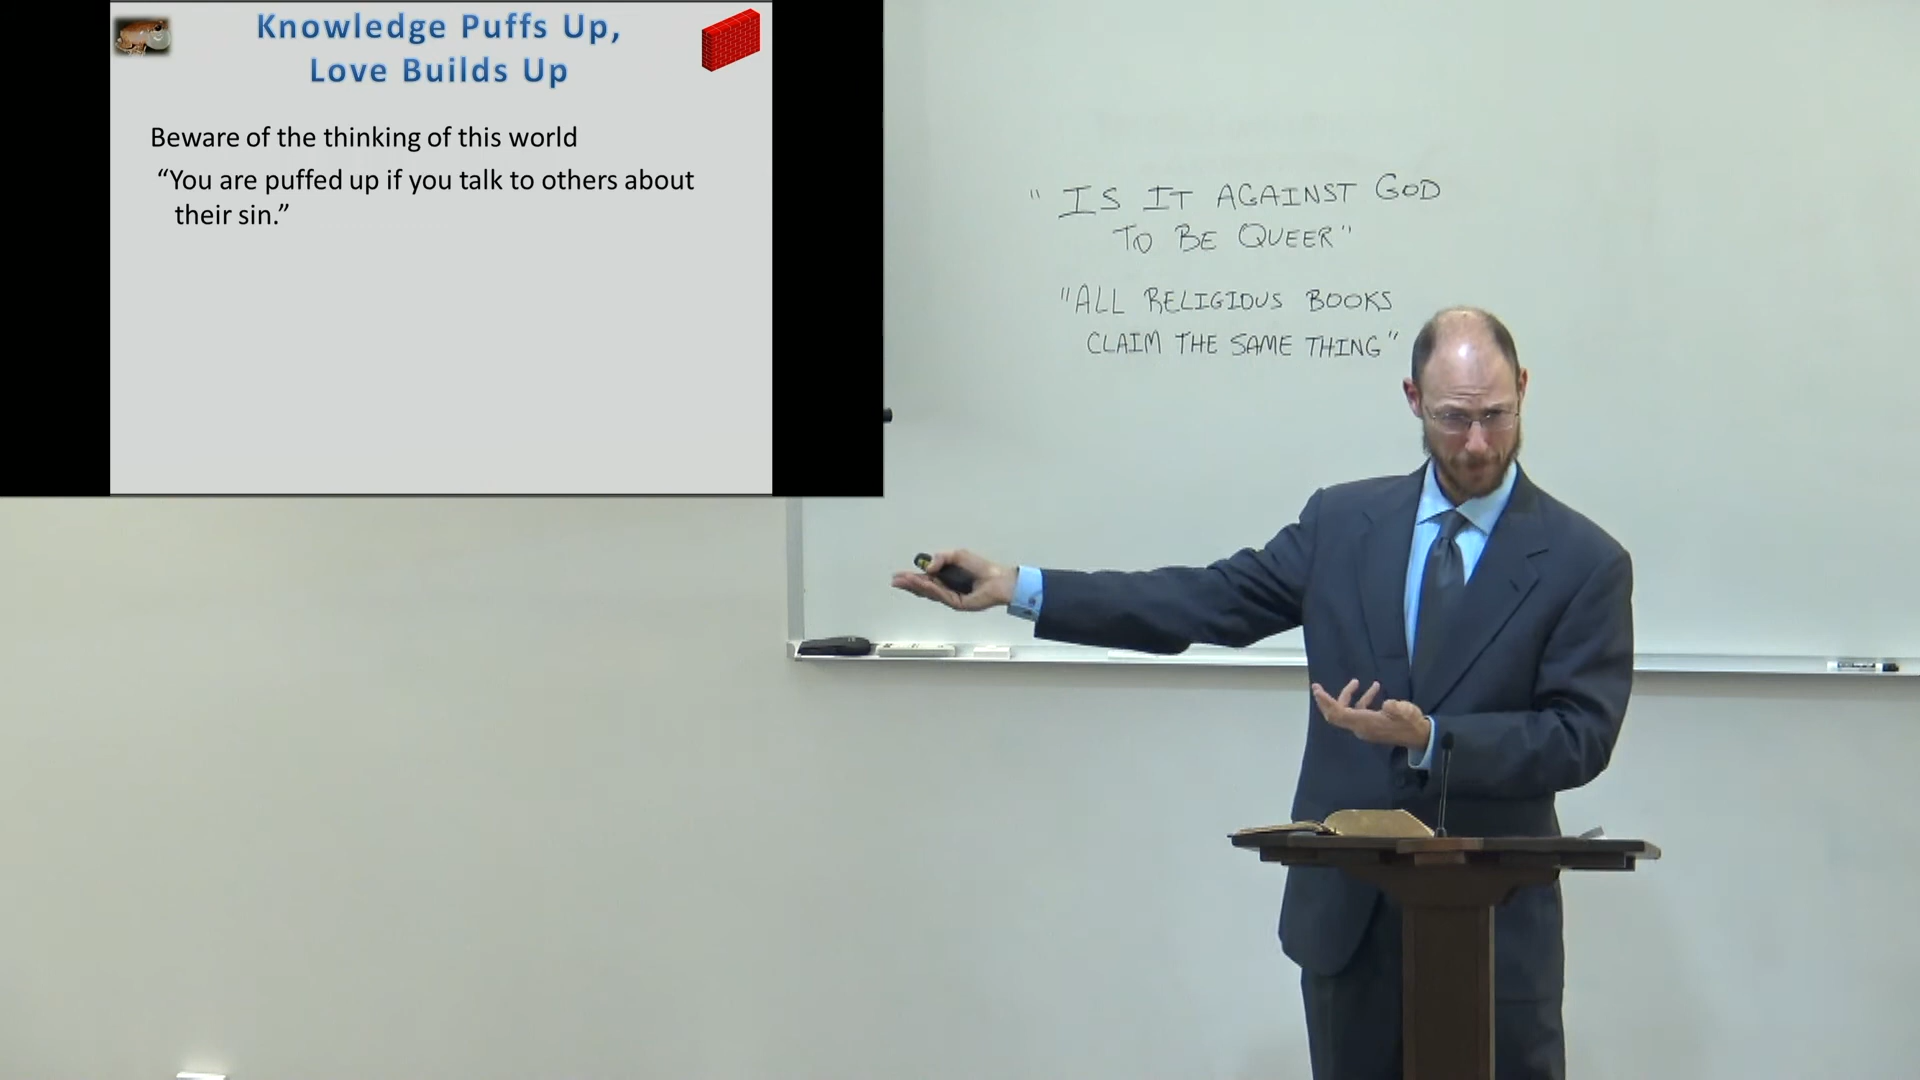 Knowledge Puffs Up,
Love Builds Up
Beware of the thinking of this world
“You are puffed up if you talk to others about
their sin.”
" IS IT AGAINST GOD
TO BE QUEER"
"ALL RELIGIOUS BOOKS
CLAIM THE SAME THING"